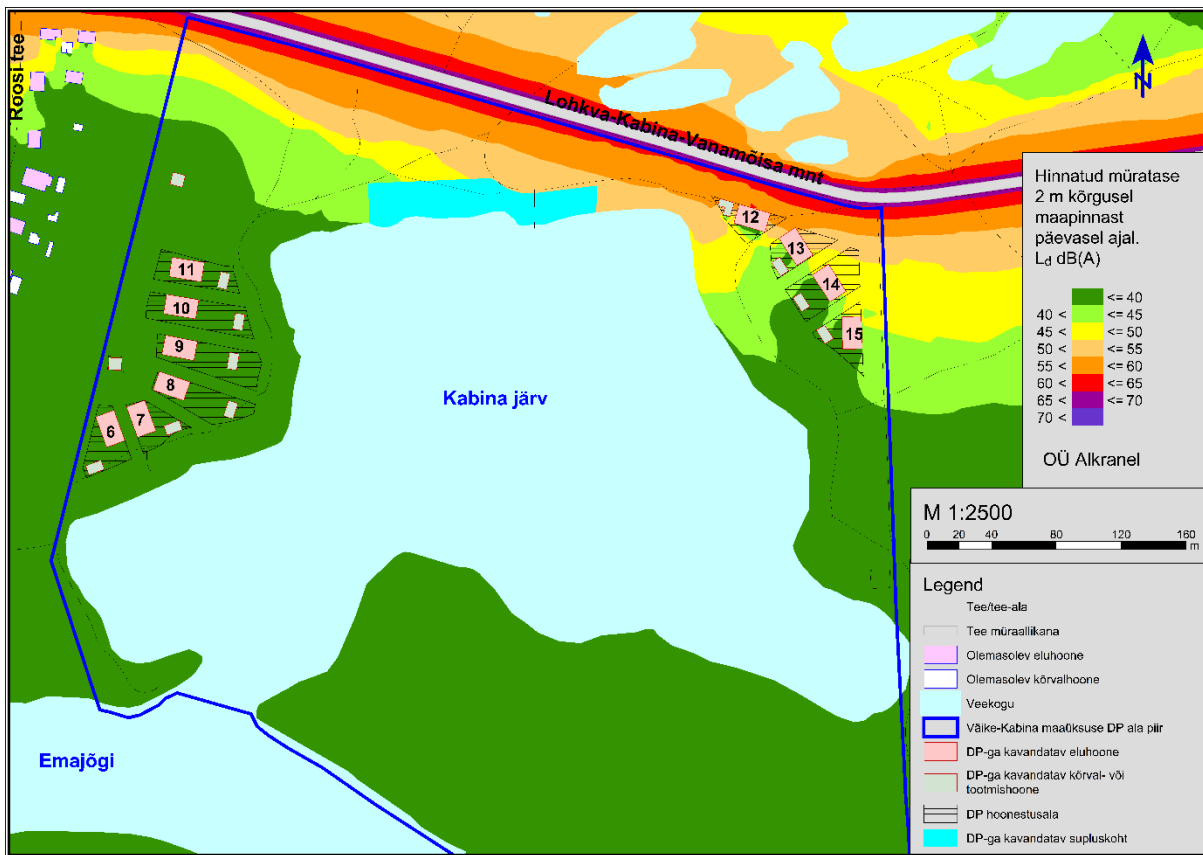 Roosi tee
Lohkva-Kabina-Vanamõisa mnt
12
13
14
15
11
10
9
8
7
6
Kabina järv
Emajõgi
Hinnatud müratase
2 m kõrgusel
maapinnast
päevasel ajal.
Ld dB(A)
<= 40
40 < <= 45
45 < <= 50
50 < <= 55
55 < <= 60
60 < <= 65
65 < <= 70
70 <
OÜ Alkranel
M 1:2500
0 20 40 80 120 160
m
Legend
Tee/tee-ala
Tee müraallikana
Olemasolev eluhoone
Olemasolev kõrvalhoone
Veekogu
Väike-Kabina maaüksuse DP ala piir
DP-ga kavandatav eluhoone
DP-ga kavandatav kõrval- või
tootmishoone
DP hoonestusala
DP-ga kavandatav supluskoht